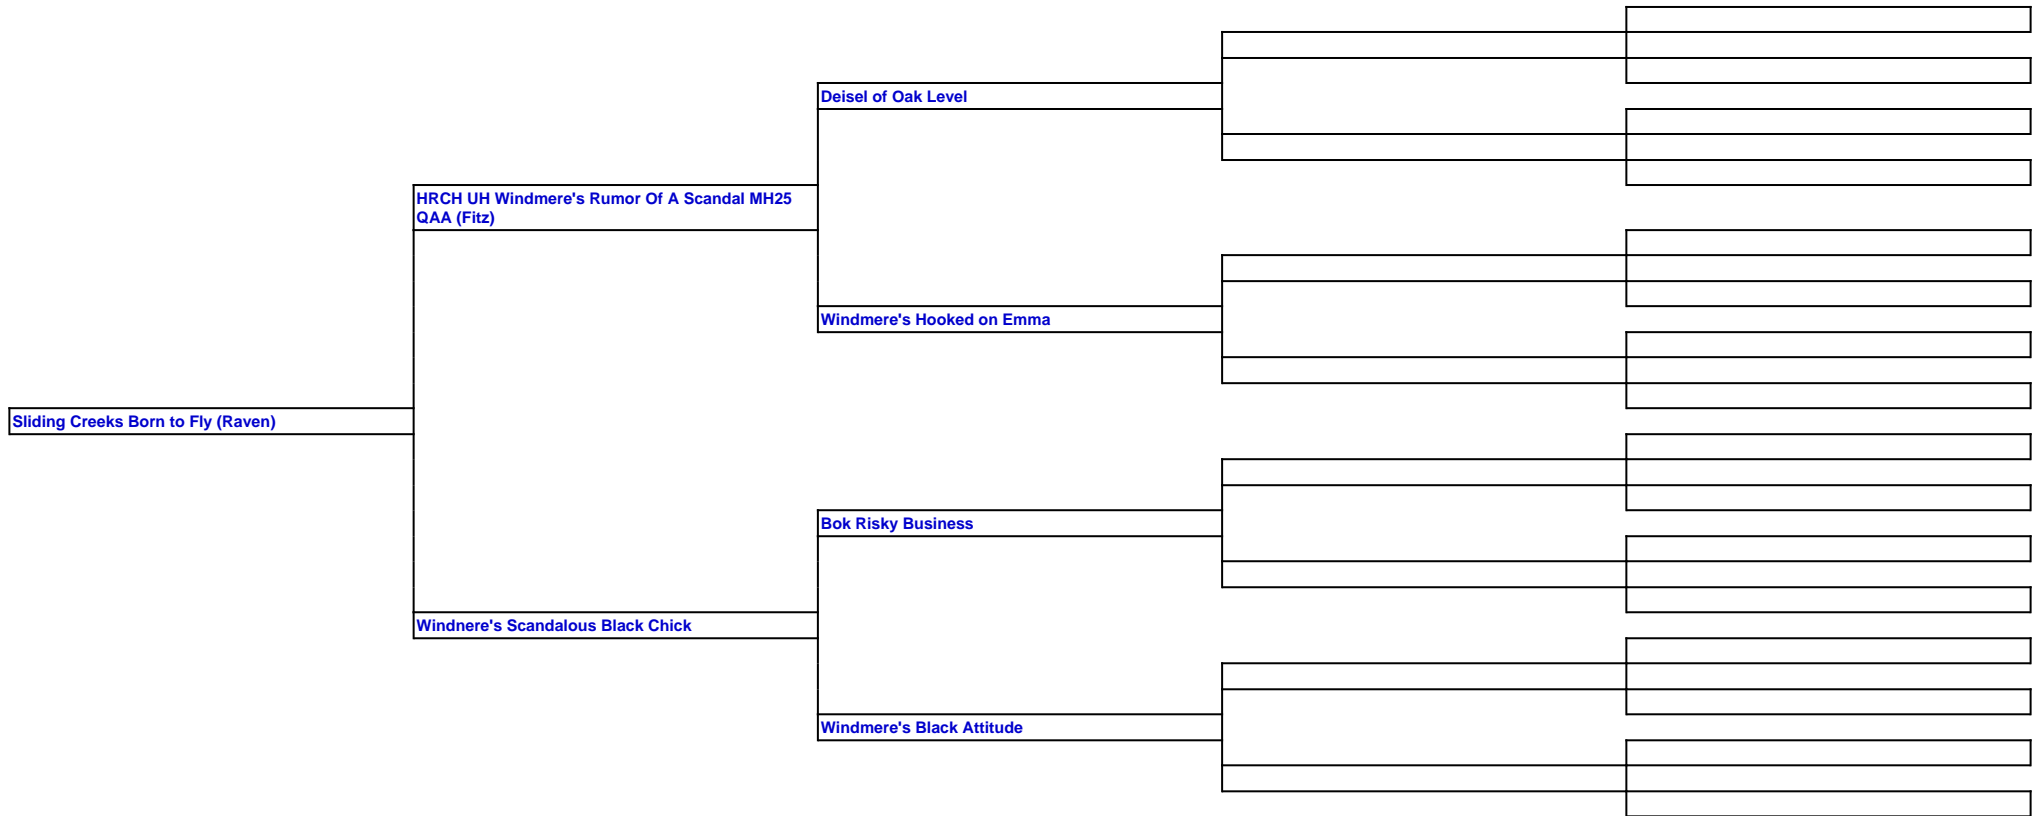 Deisel of Oak Level
HRCH UH Windmere's Rumor Of A Scandal MH25
QAA (Fitz)
Windmere's Hooked on Emma
Sliding Creeks Born to Fly (Raven)
Bok Risky Business
Windnere's Scandalous Black Chick
Windmere's Black Attitude